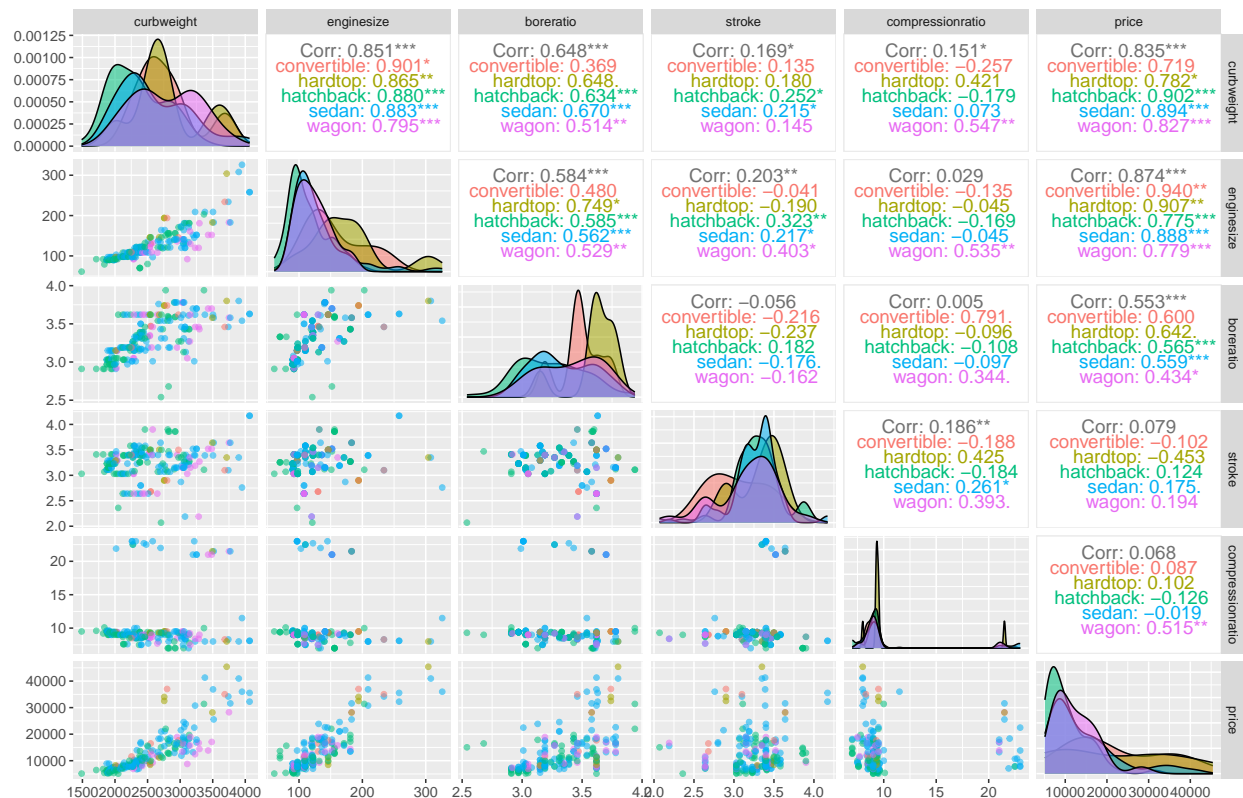 curbweight
enginesize
boreratio
stroke
compressionratio
price
0.00125
0.00100
0.00075
0.00050
0.00025
0.00000
Corr: 0.851***
convertible: 0.901*
hardtop: 0.865**
hatchback: 0.880***
sedan: 0.883***
wagon: 0.795***
Corr: 0.648***
convertible: 0.369
hardtop: 0.648.
hatchback: 0.634***
sedan: 0.670***
wagon: 0.514**
Corr: 0.169*
convertible: 0.135
hardtop: 0.180
hatchback: 0.252*
sedan: 0.215*
wagon: 0.145
Corr: 0.151*
convertible: −0.257
hardtop: 0.421
hatchback: −0.179
sedan: 0.073
wagon: 0.547**
Corr: 0.835***
convertible: 0.719
hardtop: 0.782*
hatchback: 0.902***
sedan: 0.894***
wagon: 0.827***
curbweight
300
200
100
Corr: 0.584***
convertible: 0.480
hardtop: 0.749*
hatchback: 0.585***
sedan: 0.562***
wagon: 0.529**
Corr: 0.203**
convertible: −0.041
hardtop: −0.190
hatchback: 0.323**
sedan: 0.217*
wagon: 0.403*
Corr: 0.029
convertible: −0.135
hardtop: −0.045
hatchback: −0.169
sedan: −0.045
wagon: 0.535**
Corr: 0.874***
convertible: 0.940**
hardtop: 0.907**
hatchback: 0.775***
sedan: 0.888***
wagon: 0.779***
enginesize
4.0
3.5
3.0
2.5
Corr: −0.056
convertible: −0.216
hardtop: −0.237
hatchback: 0.182
sedan: −0.176.
wagon: −0.162
Corr: 0.005
convertible: 0.791.
hardtop: −0.096
hatchback: −0.108
sedan: −0.097
wagon: 0.344.
Corr: 0.553***
convertible: 0.600
hardtop: 0.642.
hatchback: 0.565***
sedan: 0.559***
wagon: 0.434*
boreratio
4.0
3.5
3.0
2.5
2.0
Corr: 0.186**
convertible: −0.188
hardtop: 0.425
hatchback: −0.184
sedan: 0.261*
wagon: 0.393.
Corr: 0.079
convertible: −0.102
hardtop: −0.453
hatchback: 0.124
sedan: 0.175.
wagon: 0.194
stroke
20
15
10
Corr: 0.068
convertible: 0.087
hardtop: 0.102
hatchback: −0.126
sedan: −0.019
wagon: 0.515**
compressionratio
40000
30000
20000
10000
price
1500 2000 2500 3000 3500 4000
100 200 300
2.5 3.0 3.5 4.0
2.0 2.5 3.0 3.5 4.0
10 15 20
10000 20000 30000 40000